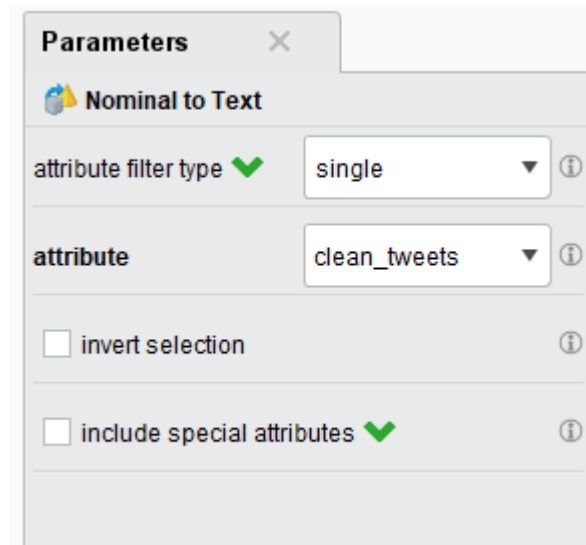 Parameters
Nominal to Text
attribute filter type single
attribute clean_tweets
invert selection
include special attributes